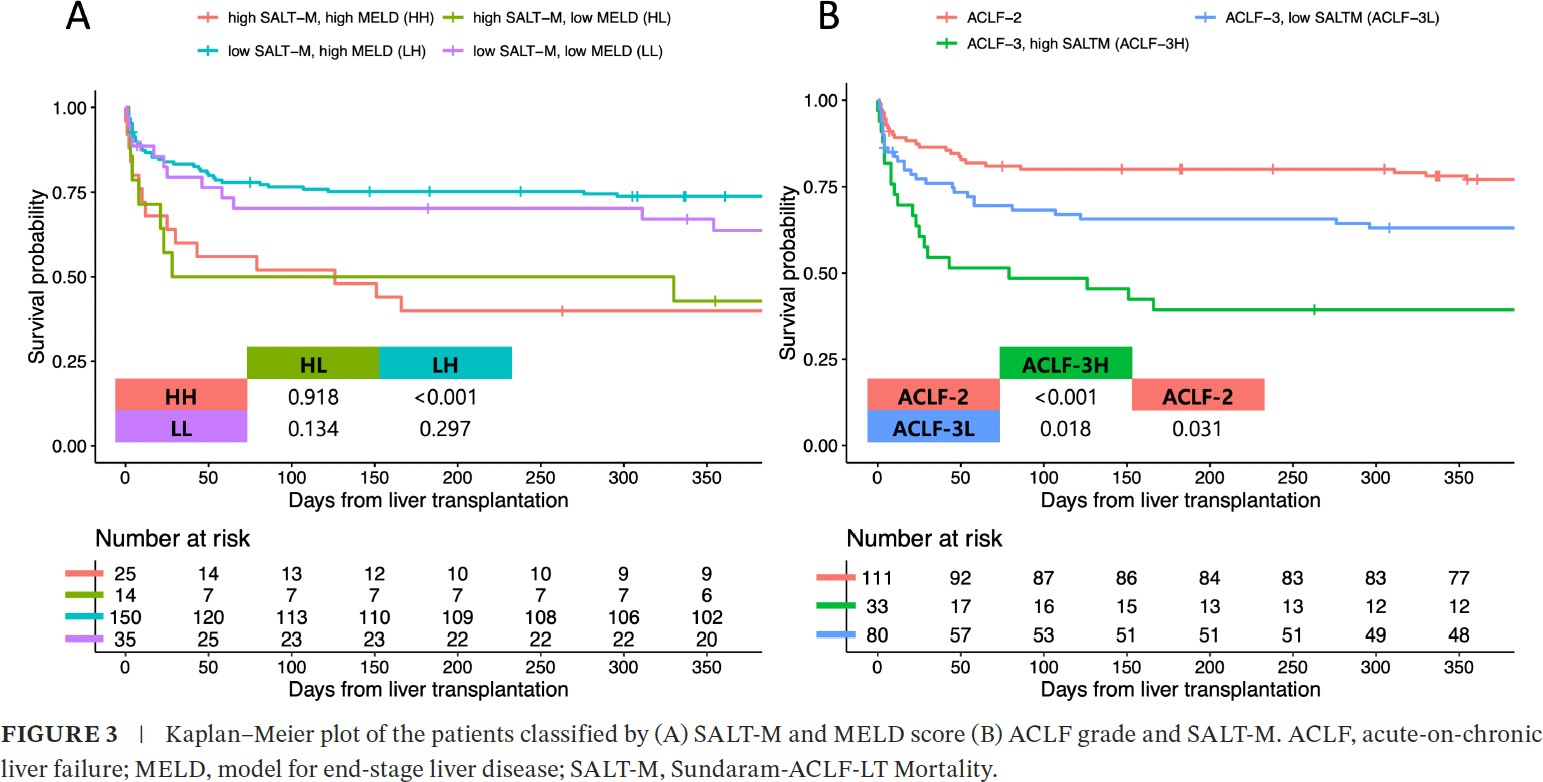 A
high SALT−M, high MELD (HH)
high SALT−M, low MELD (HL)
low SALT−M, high MELD (LH)
low SALT−M, low MELD (LL)
Survival probability
1.00
0.75
0.50
0.25
0.00
HL LH
HH 0.918 <0.001
LL 0.134 0.297
0 50 100 150 200 250 300 350
Days from liver transplantation
Number at risk
25 14 13 12 10 10 9 9
14 7 7 7 7 7 7 6
150 120 113 110 109 108 106 102
35 25 23 23 22 22 22 20
0 50 100 150 200 250 300 350
Days from liver transplantation
B
ACLF−2
ACLF−3, low SALTM (ACLF−3L)
ACLF−3, high SALTM (ACLF−3H)
Survival probability
1.00
0.75
0.50
0.25
0.00
ACLF-3H
ACLF-2 <0.001 ACLF-2
ACLF-3L 0.018 0.031
0 50 100 150 200 250 300 350
Days from liver transplantation
Number at risk
111 92 87 86 84 83 83 77
33 17 16 15 13 13 12 12
80 57 53 51 51 51 49 48
0 50 100 150 200 250 300 350
Days from liver transplantation
FIGURE 3 | Kaplan–Meier plot of the patients classified by (A) SALT-M and MELD score (B) ACLF grade and SALT-M. ACLF, acute-on-chronic
liver failure; MELD, model for end-stage liver disease; SALT-M, Sundaram-ACLF-LT Mortality.